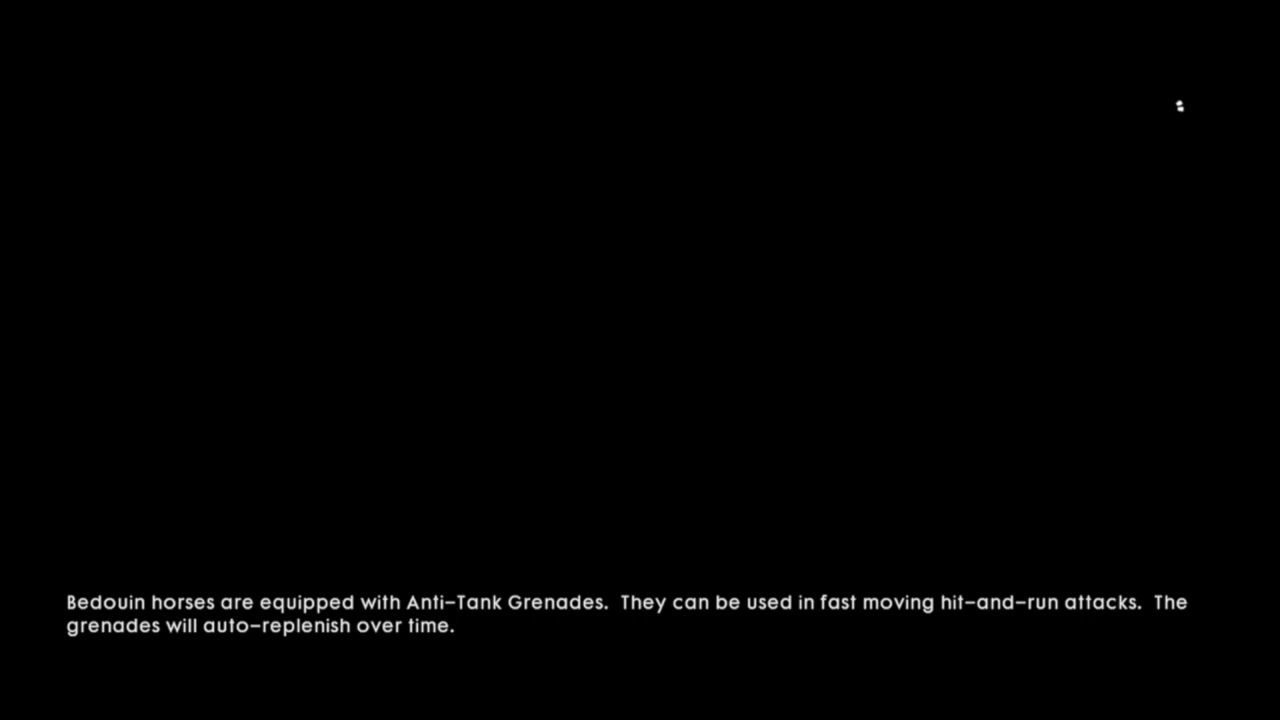 Bedouin horses are equipped with Anti-Tank Grenades.  They can be used in fast moving hit-and-run attacks.  The
grenades will auto-replenish over time.